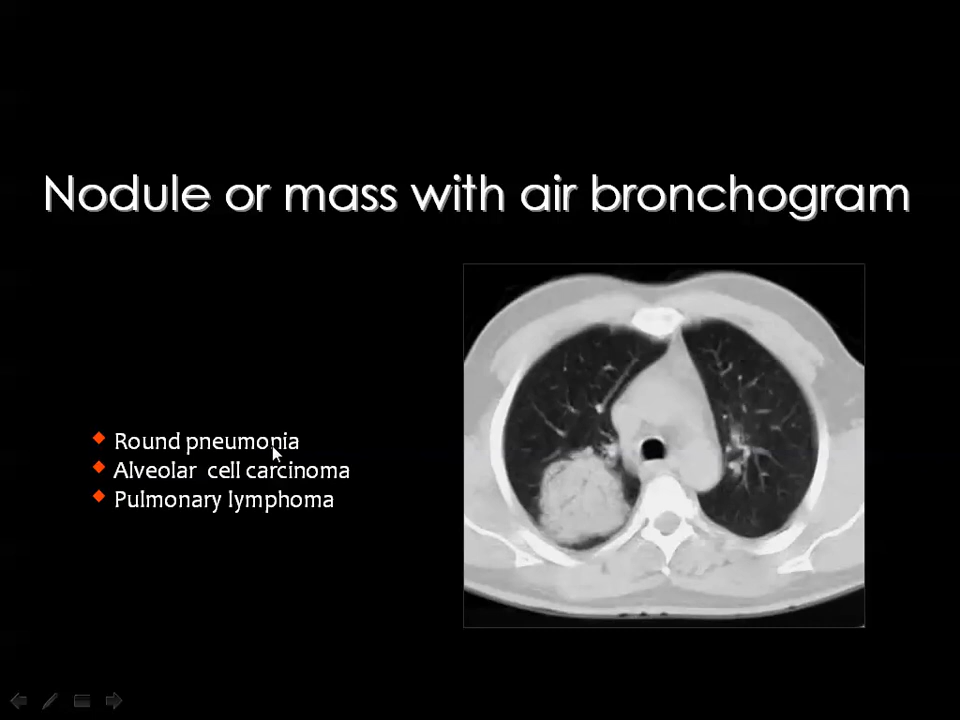 Nodule or mass with air bronchogram
Round pneumonia
Alveolar cell carcinoma
Pulmonary lymphoma